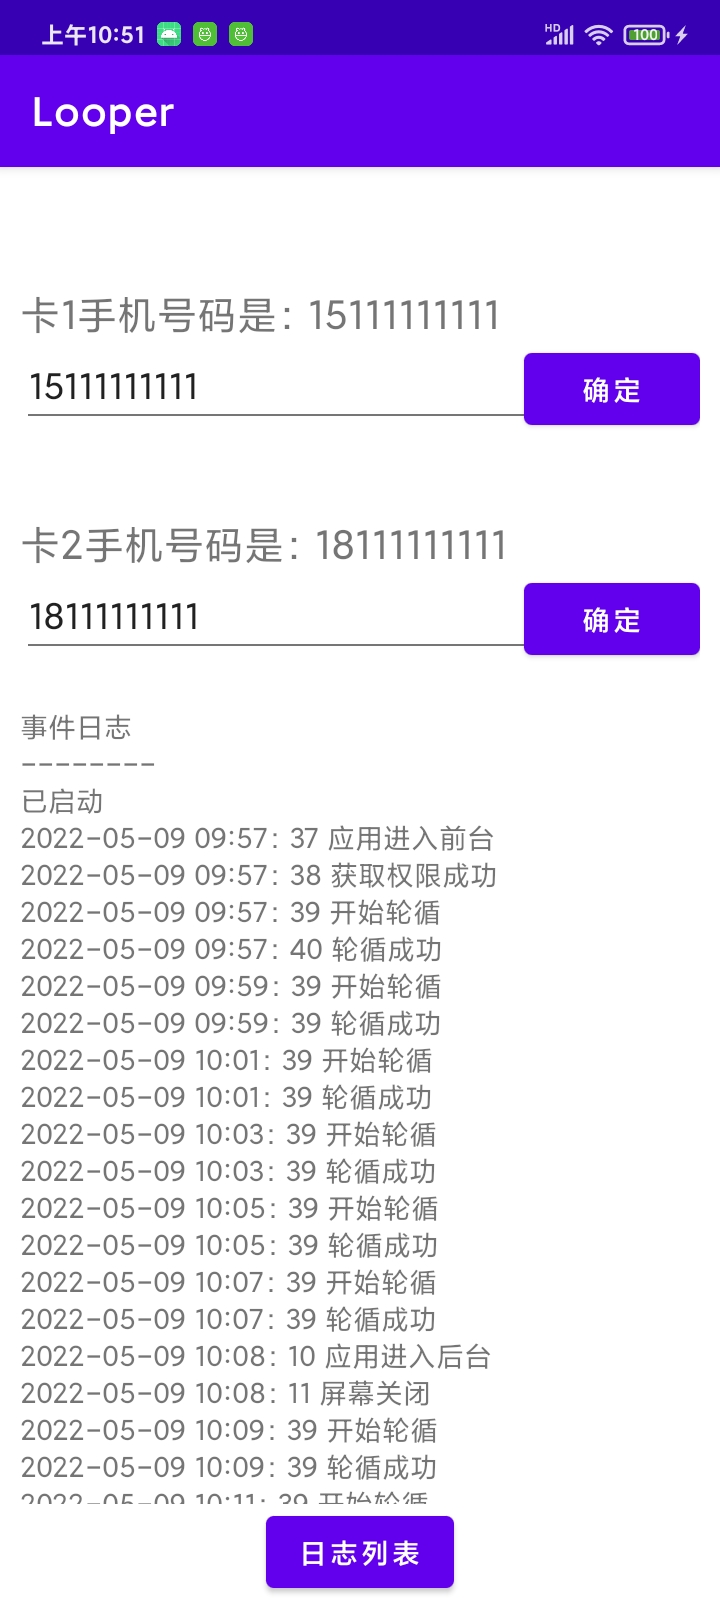 上午10:51
HD
100
Looper
卡1手机号码是: 15111111111
15111111111
确定
卡2手机号码是: 18111111111
18111111111
确定
事件日志
--------
已启动
2022-05-09 09:57: 37 应用进入前台
2022-05-09 09:57: 38 获取权限成功
2022-05-09 09:57: 39 开始轮循
2022-05-09 09:57: 40 轮循成功
2022-05-09 09:59: 39 开始轮循
2022-05-09 09:59: 39 轮循成功
2022-05-09 10:01: 39 开始轮循
2022-05-09 10:01: 39 轮循成功
2022-05-09 10:03: 39 开始轮循
2022-05-09 10:03: 39 轮循成功
2022-05-09 10:05: 39 开始轮循
2022-05-09 10:05: 39 轮循成功
2022-05-09 10:07: 39 开始轮循
2022-05-09 10:07: 39 轮循成功
2022-05-09 10:08: 10 应用进入后台
2022-05-09 10:08: 11 屏幕关闭
2022-05-09 10:09: 39 开始轮循
2022-05-09 10:09: 39 轮循成功
2022-05-09 10:11: 39 开始轮循
日志列表